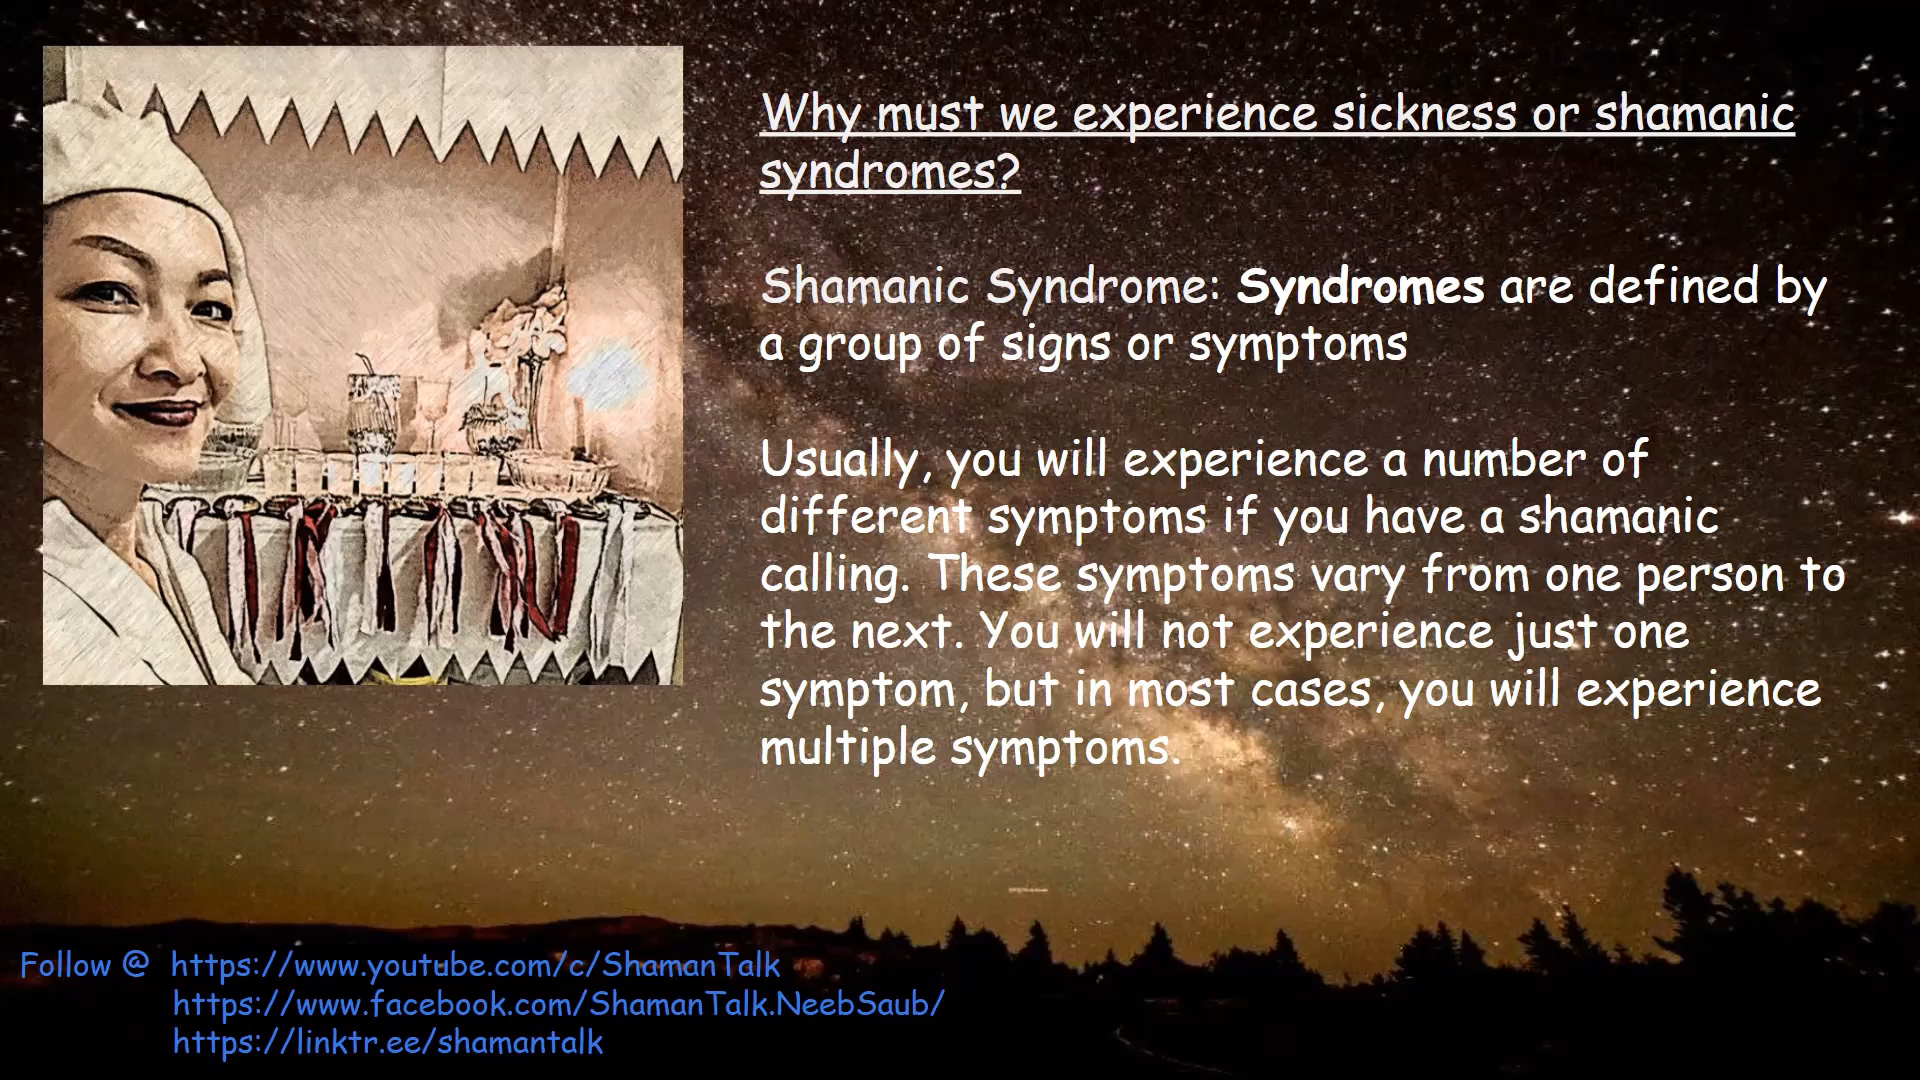 Why must we experience sickness or shamanic
syndromes?
Shamanic Syndrome: Syndromes are defined by
a group of signs or symptoms
Usually, you will experience a number of
different symptoms if you have a shamanic
calling. These symptoms vary from one person to
the next. You will not experience just one
symptom, but in most cases, you will experience
multiple symptoms.
Follow @ https://www.youtube.com/c/ShamanTalk
https://www.facebook.com/ShamanTalk.NeebSaub/
https://linktr.ee/shamantalk